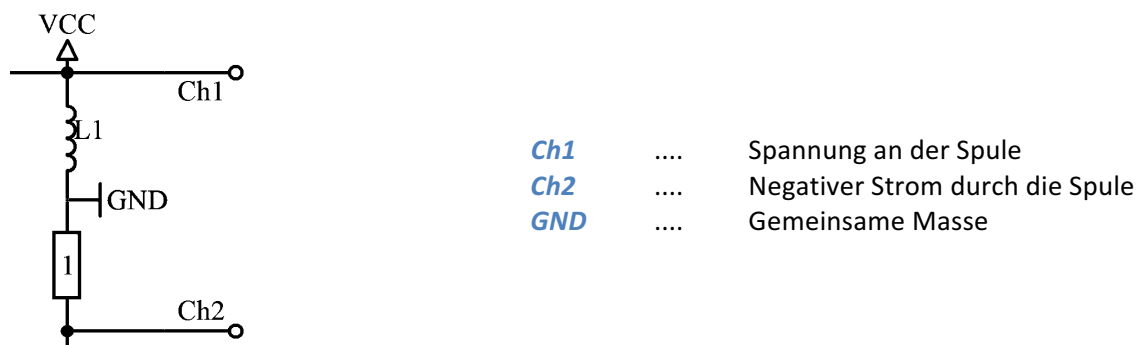 VCC
Ch1
L1
GND
1
Ch2
Ch1 .... Spannung an der Spule
Ch2 .... Negativer Strom durch die Spule
GND .... Gemeinsame Masse